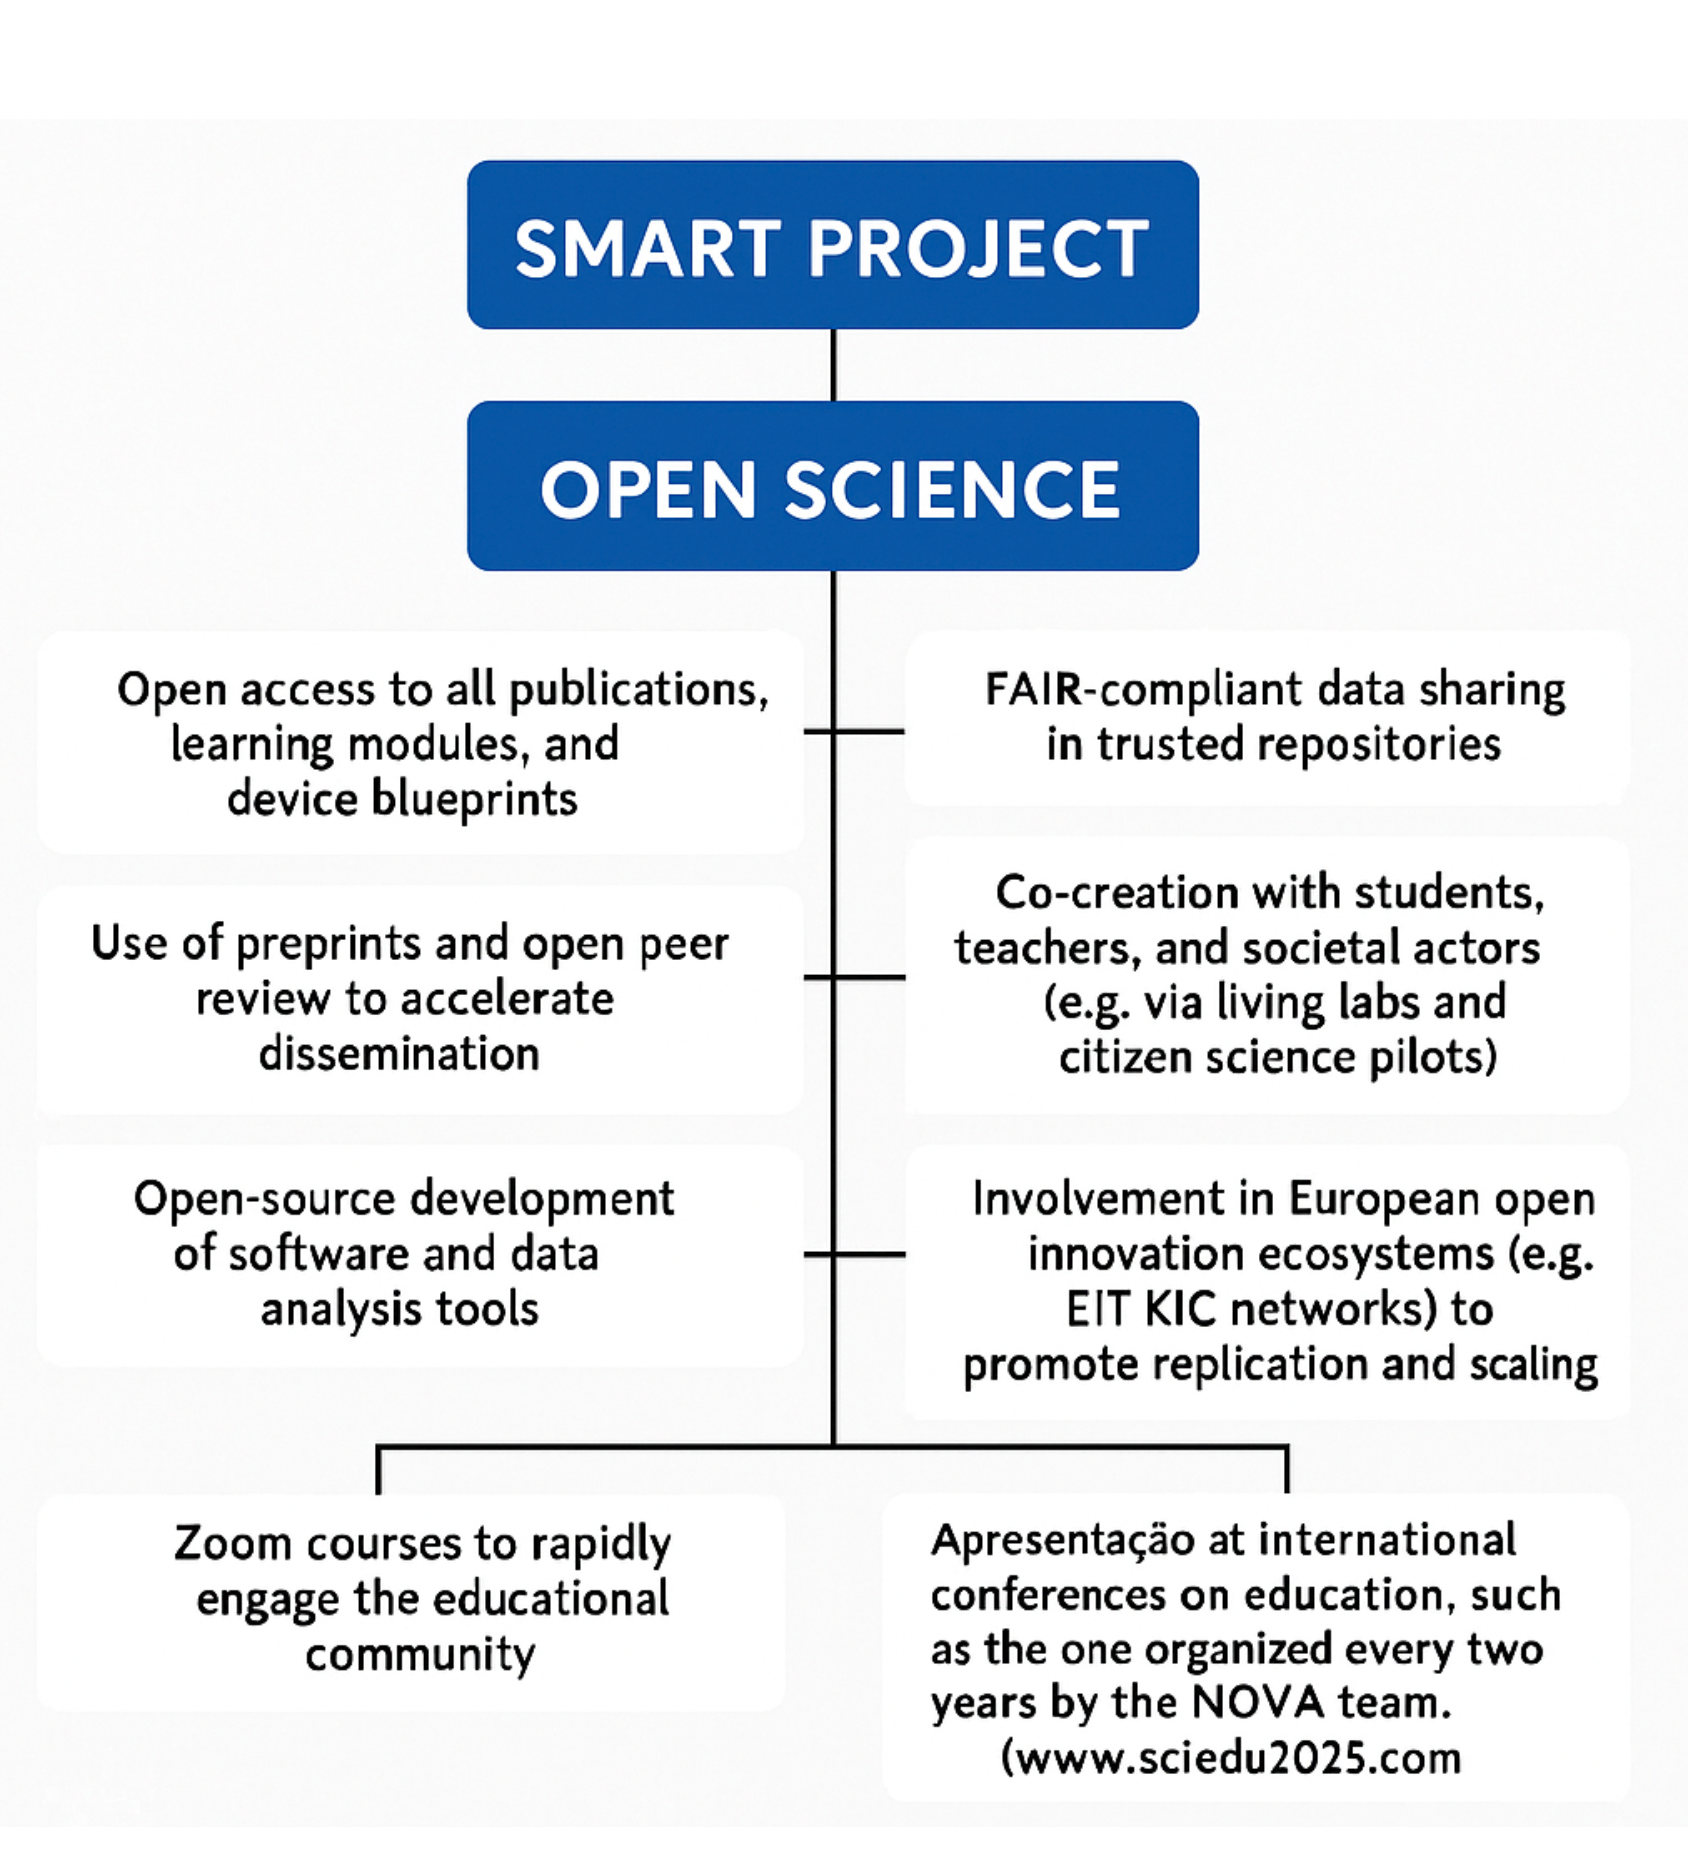 SMART PROJECT
OPEN SCIENCE
Open access to all publications,
learning modules, and
device blueprints
FAIR-compliant data sharing
in trusted repositories
Use of preprints and open peer
review to accelerate
dissemination
Co-creation with students,
teachers, and societal actors
(e.g. via living labs and
citizen science pilots)
Open-source development
of software and data
analysis tools
Involvement in European open
innovation ecosystems (e.g.
EIT KIC networks) to
promote replication and scaling
Zoom courses to rapidly
engage the educational
community
Apresentação at international
conferences on education, such
as the one organized every two
years by the NOVA team.
(www.sciedu2025.com